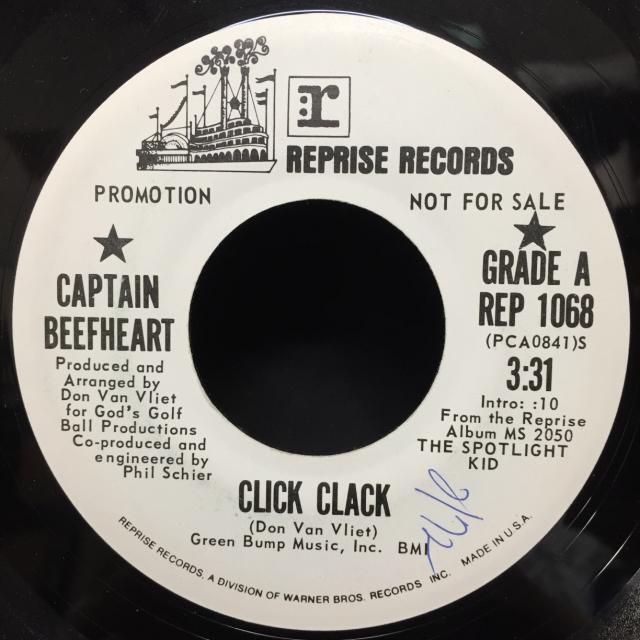 r
REPRISE RECORDS
PROMOTION
NOT FOR SALE
CAPTAIN
BEEFHEART
Produced and
Arranged by
Don Van Vliet
for God's Golf
Ball Productions
Co-produced and
engineered by
Phil Schier
GRADE A
REP 1068
(PCA0841)S
3:31
Intro: :10
From the Reprise
Album MS 2050
THE SPOTLIGHT
KID
CLICK CLACK
(Don Van Vliet)
Green Bump Music, Inc. BMI
REPRISE RECORDS, A DIVISION OF WARNER BROS. RECORDS INC. MADE IN U.S.A.